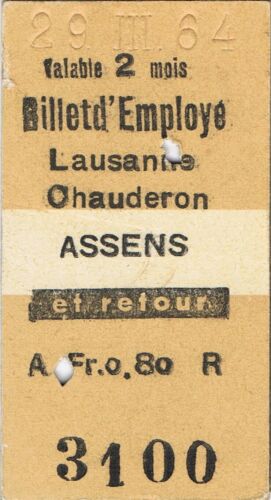 29. III. 64
Valable 2 mois
Billetd'Employé
Lausanne
Chauderon
ASSENS
et retour
A Fr.0.80 R
3100